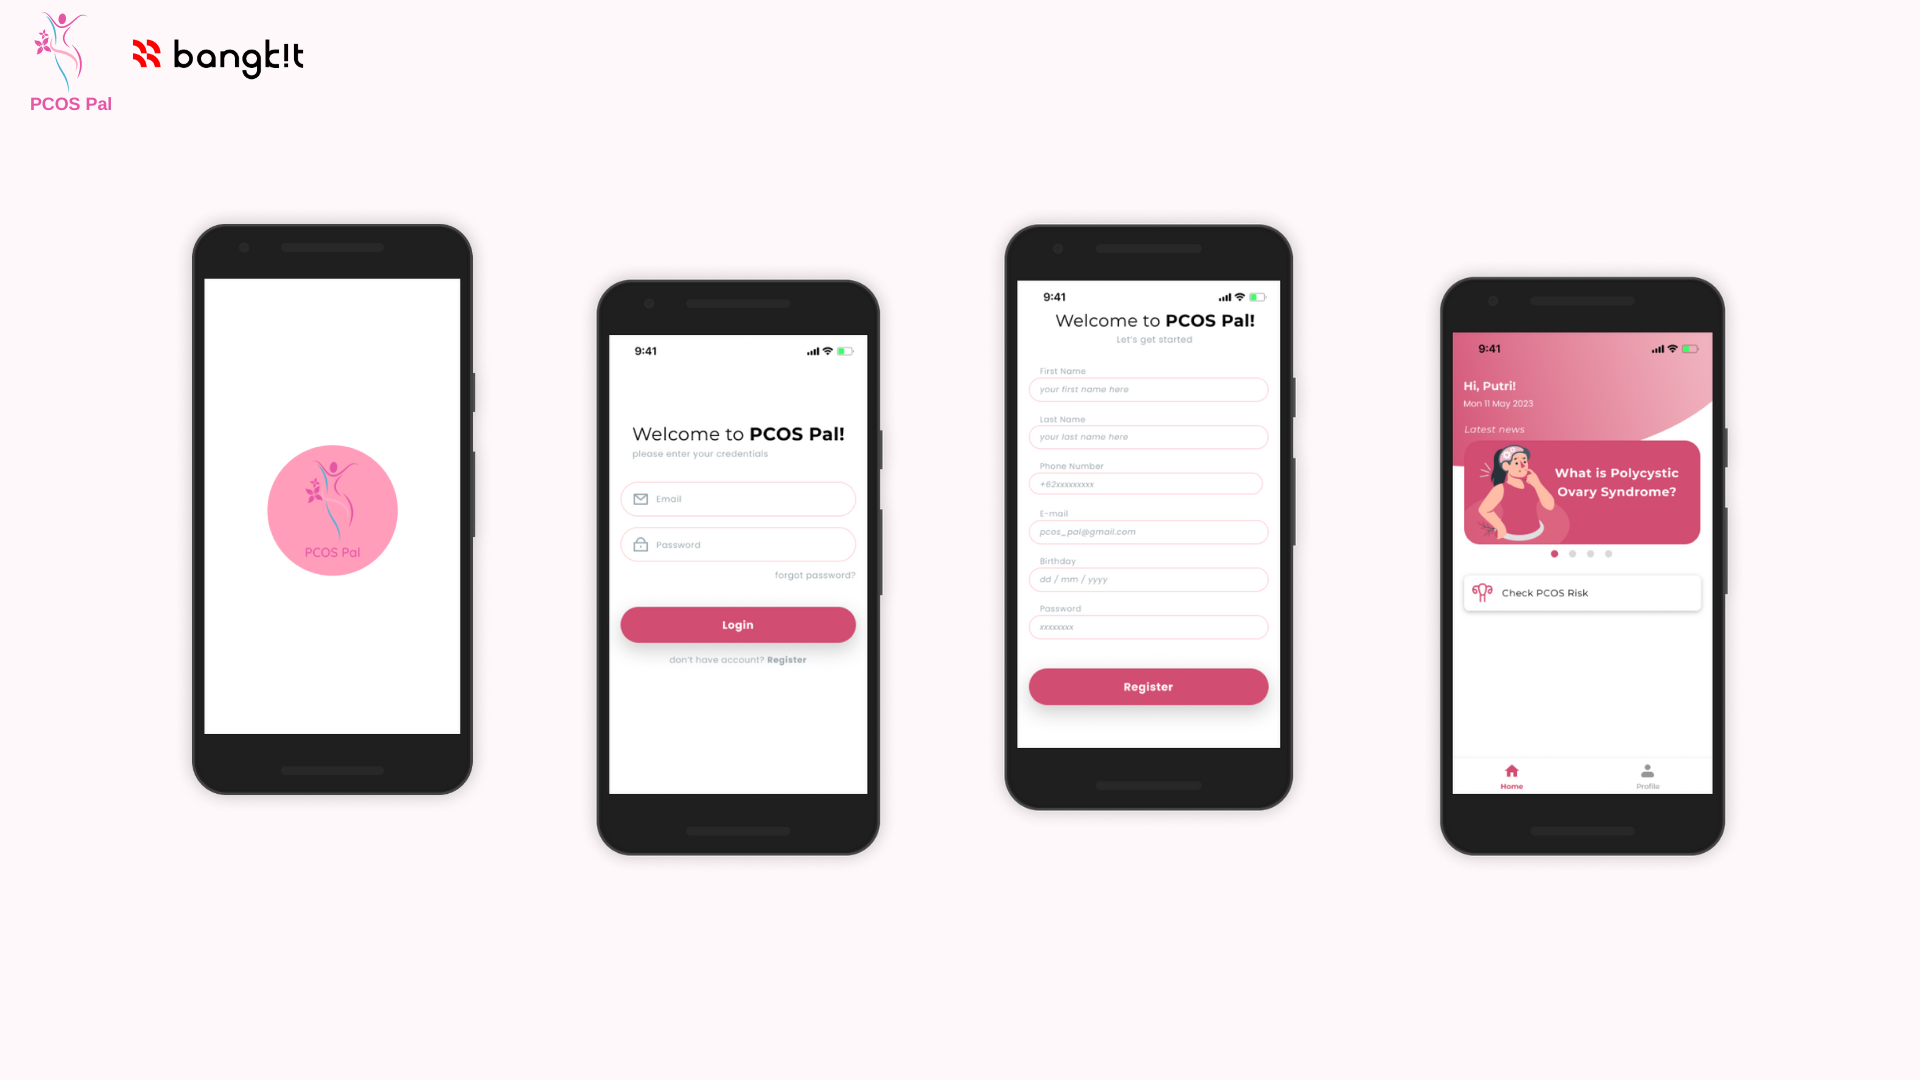 PCOS Pal
bangk!t
PCOS Pal
9:41
Welcome to PCOS Pal!
please enter your credentials
Email
Password
forgot password?
Login
don't have account? Register
9:41
Welcome to PCOS Pal!
Let's get started
First Name
your first name here
Last Name
your last name here
Phone Number
+62xxxxxxxxx
E-mail
pcos_pal@gmail.com
Birthday
dd / mm / yyyy
Password
xxxxxxxx
Register
9:41
Hi, Putri!
Mon 11 May 2023
Latest news
What is Polycystic
Ovary Syndrome?
Check PCOS Risk
Home
Profile